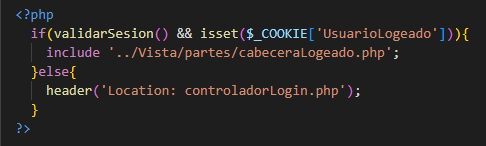 <?php
if(validarSesion() && isset($_COOKIE['UsuarioLogeado'])){
include '../Vista/partes/cabeceraLogeado.php';
}else{
header('Location: controladorLogin.php');
}
?>